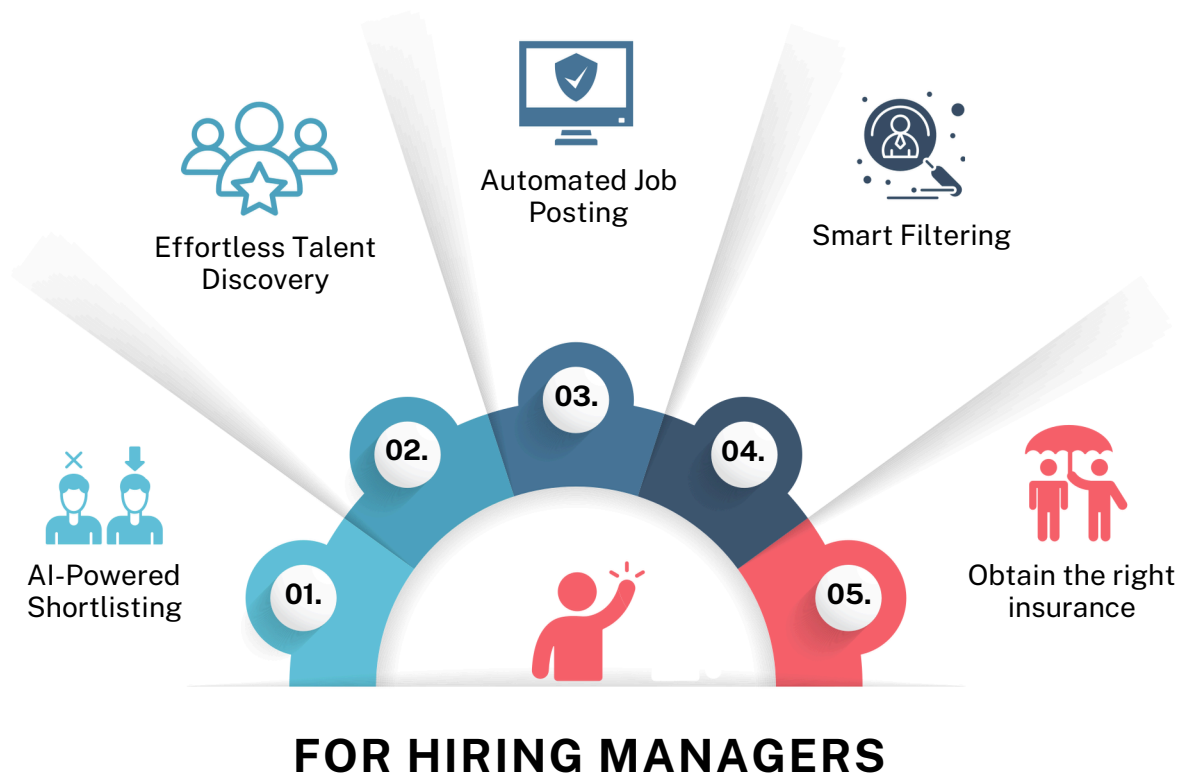 01.
AI-Powered
Shortlisting
02.
Effortless Talent
Discovery
03.
Automated Job
Posting
04.
Smart Filtering
05.
Obtain the right
insurance
FOR HIRING MANAGERS